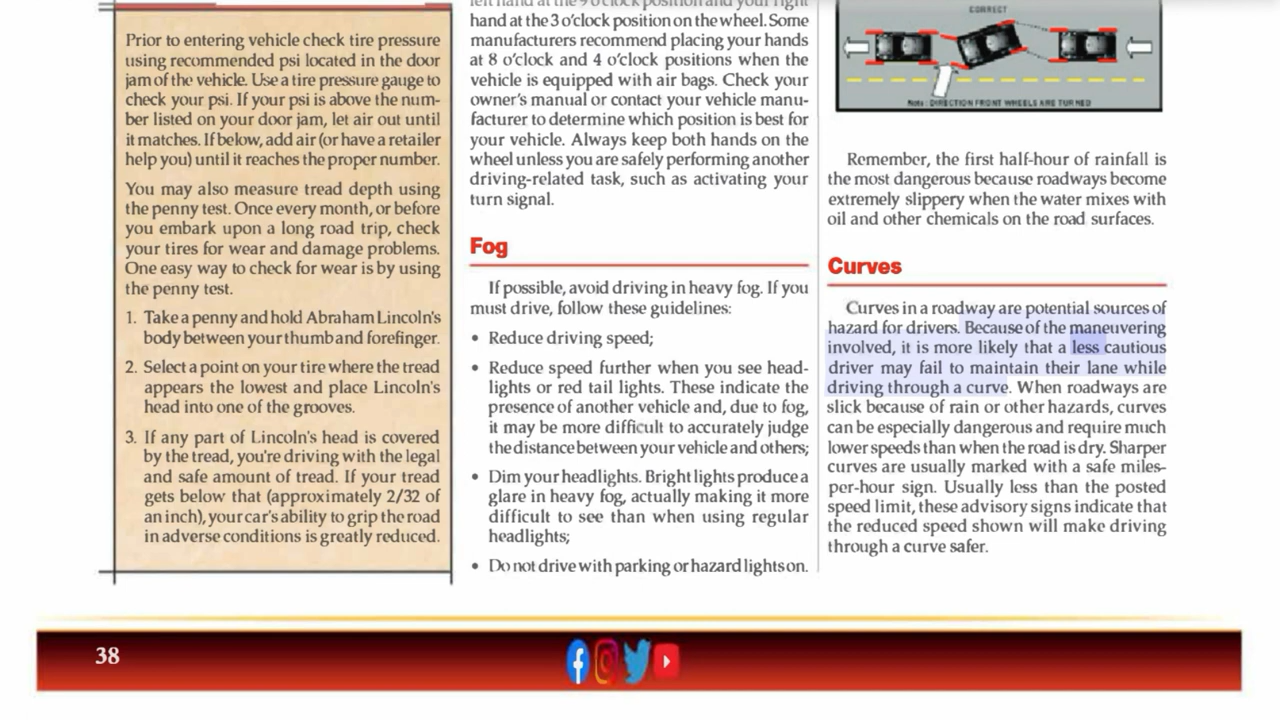 Prior to entering vehicle check tire pressure
using recommended psi located in the door
jam of the vehicle. Use a tire pressure gauge to
check your psi. If your psi is above the num-
ber listed on your door jam, let air out until
it matches. If below, add air (or have a retailer
help you) until it reaches the proper number.
You may also measure tread depth using
the penny test. Once every month, or before
you embark upon a long road trip, check
your tires for wear and damage problems.
One easy way to check for wear is by using
the penny test.
1. Take a penny and hold Abraham Lincoln's
body between your thumb and forefinger.
2. Select a point on your tire where the tread
appears the lowest and place Lincoln's
head into one of the grooves.
3. If any part of Lincoln's head is covered
by the tread, you're driving with the legal
and safe amount of tread. If your tread
gets below that (approximately 2/32 of
an inch), your car's ability to grip the road
in adverse conditions is greatly reduced.
left hand at the 9 o'clock position and your right
hand at the 3 o'clock position on the wheel. Some
manufacturers recommend placing your hands
at 8 o'clock and 4 o'clock positions when the
vehicle is equipped with air bags. Check your
owner's manual or contact your vehicle manu-
facturer to determine which position is best for
your vehicle. Always keep both hands on the
wheel unless you are safely performing another
driving-related task, such as activating your
turn signal.
Fog
If possible, avoid driving in heavy fog. If you
must drive, follow these guidelines:
• Reduce driving speed;
• Reduce speed further when you see head-
lights or red tail lights. These indicate the
presence of another vehicle and, due to fog,
it may be more difficult to accurately judge
the distance between your vehicle and others;
• Dim your headlights. Bright lights produce a
glare in heavy fog, actually making it more
difficult to see than when using regular
headlights;
• Do not drive with parking or hazard lights on.
CORRECT
Note: DIRECTION FRONT WHEELS ARE TURNED
Remember, the first half-hour of rainfall is
the most dangerous because roadways become
extremely slippery when the water mixes with
oil and other chemicals on the road surfaces.
Curves
Curves in a roadway are potential sources of
hazard for drivers. Because of the maneuvering
involved, it is more likely that a less cautious
driver may fail to maintain their lane while
driving through a curve. When roadways are
slick because of rain or other hazards, curves
can be especially dangerous and require much
lower speeds than when the road is dry. Sharper
curves are usually marked with a safe miles-
per-hour sign. Usually less than the posted
speed limit, these advisory signs indicate that
the reduced speed shown will make driving
through a curve safer.
38